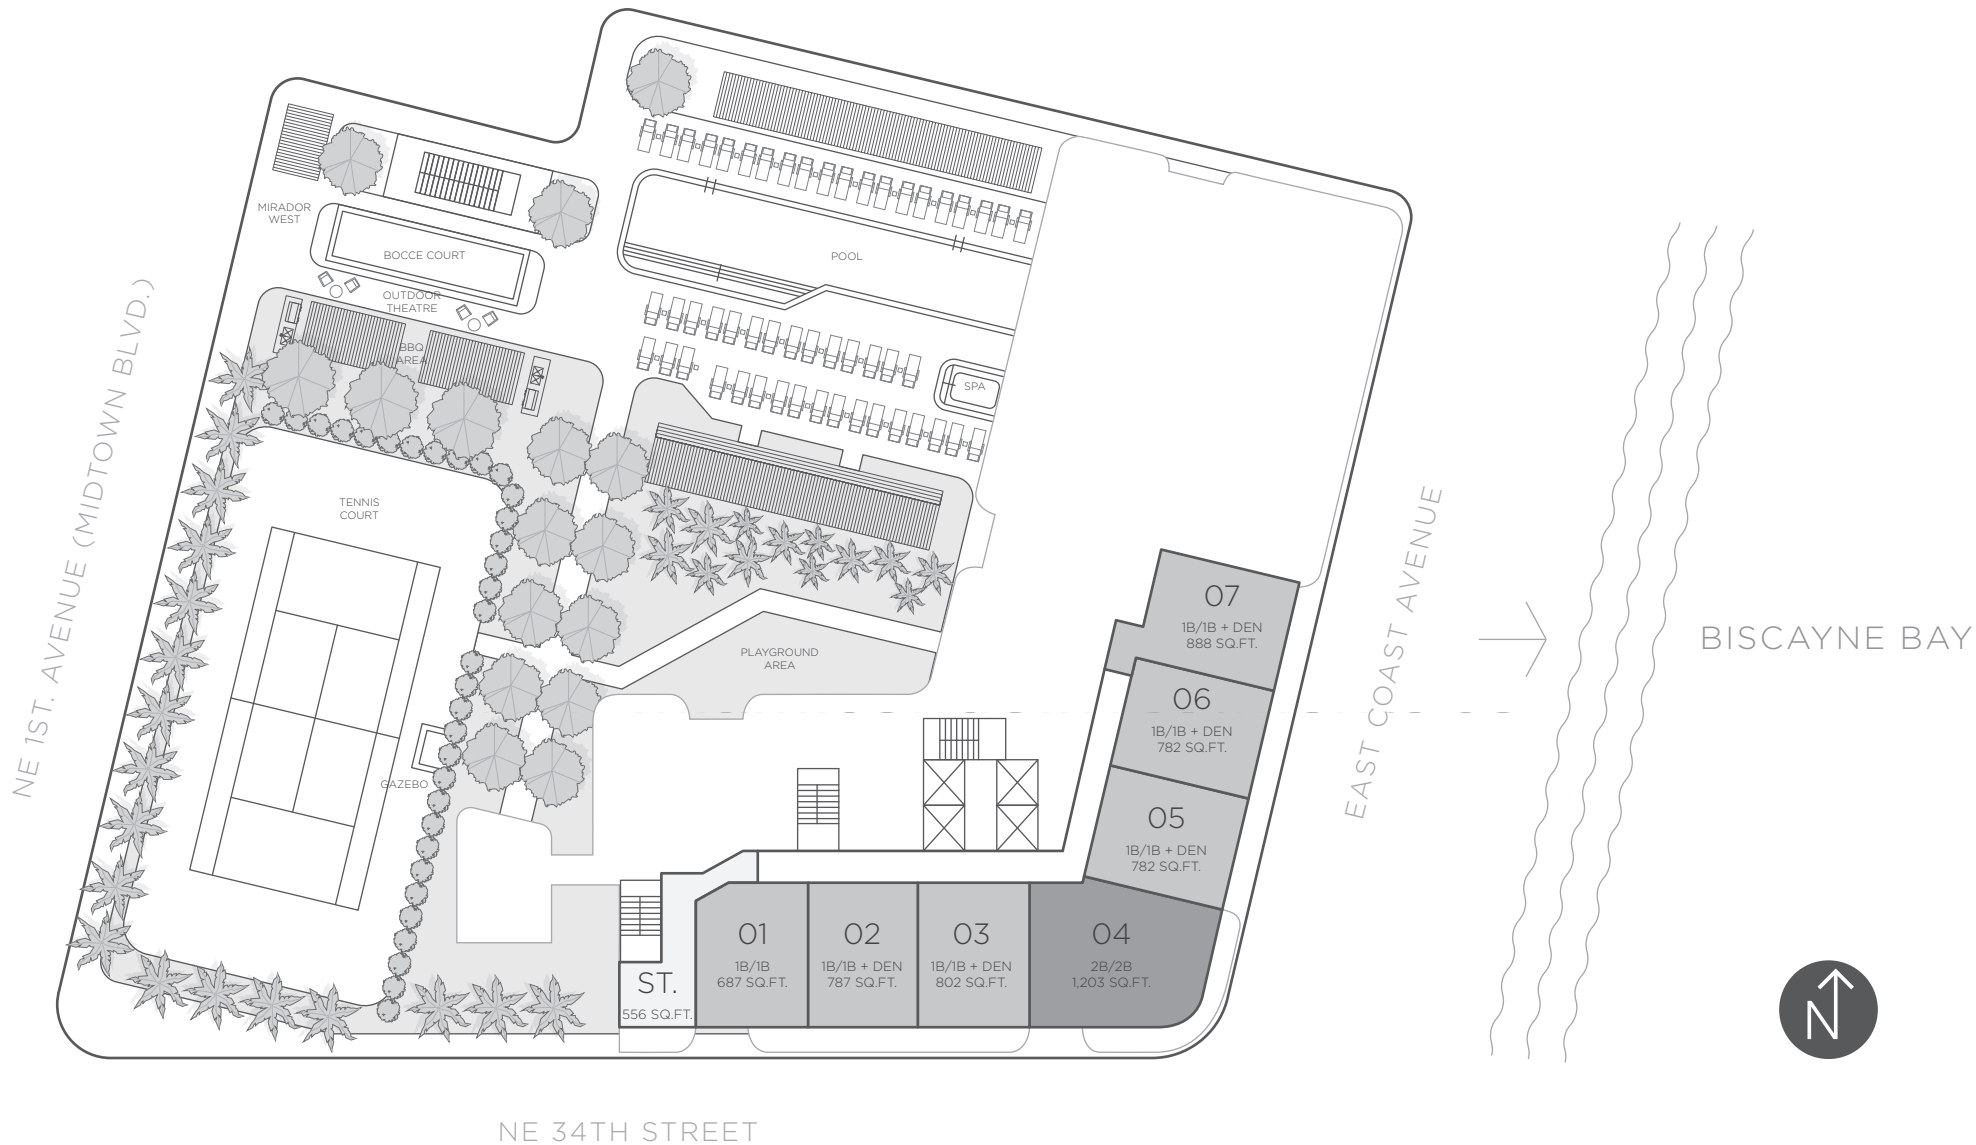 MIRADOR
WEST
BOCCE COURT
OUTDOOR
THEATRE
BBQ
AREA
POOL
SPA
TENNIS
COURT
PLAYGROUND
AREA
GAZEBO
NE 1ST. AVENUE (MIDTOWN BLVD.)
EAST COAST AVENUE
BISCAYNE BAY
07
1B/1B + DEN
888 SQ.FT.
06
1B/1B + DEN
782 SQ.FT.
05
1B/1B + DEN
782 SQ.FT.
ST.
556 SQ.FT.
01
1B/1B
687 SQ.FT.
02
1B/1B + DEN
787 SQ.FT.
03
1B/1B + DEN
802 SQ.FT.
04
2B/2B
1,203 SQ.FT.
N
NE 34TH STREET